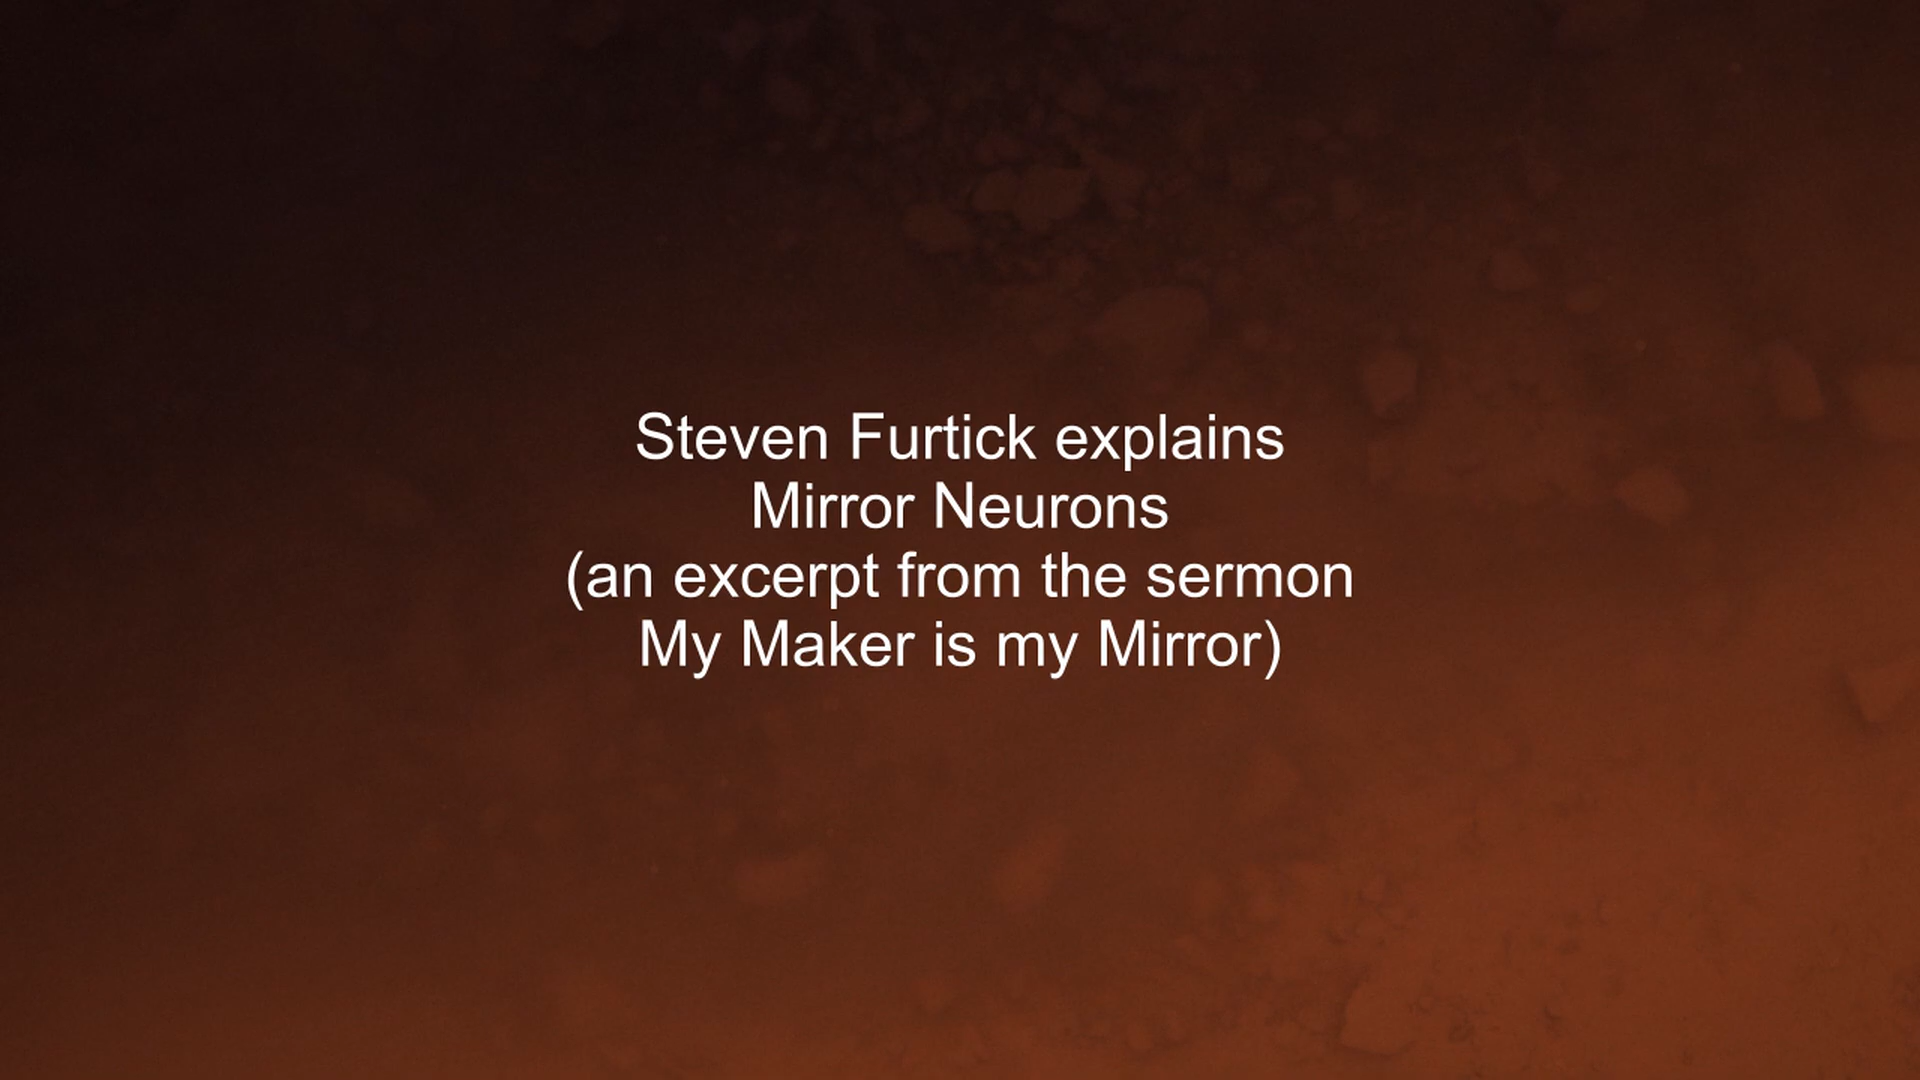 Steven Furtick explains
Mirror Neurons
(an excerpt from the sermon
My Maker is my Mirror)